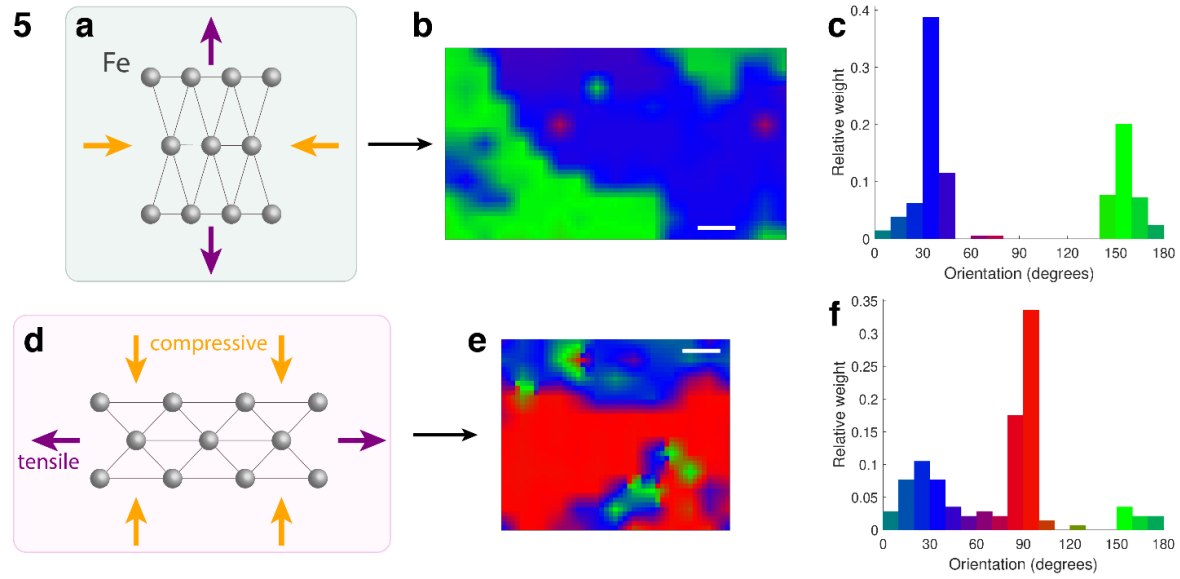 5
a
Fe
b
c
0.4
0.3
0.2
0.1
0
Relative weight
0 30 60 90 120 150 180
Orientation (degrees)
d
compressive
tensile
e
f
0.35
0.3
0.25
0.2
0.15
0.1
0.05
0
Relative weight
0 30 60 90 120 150 180
Orientation (degrees)